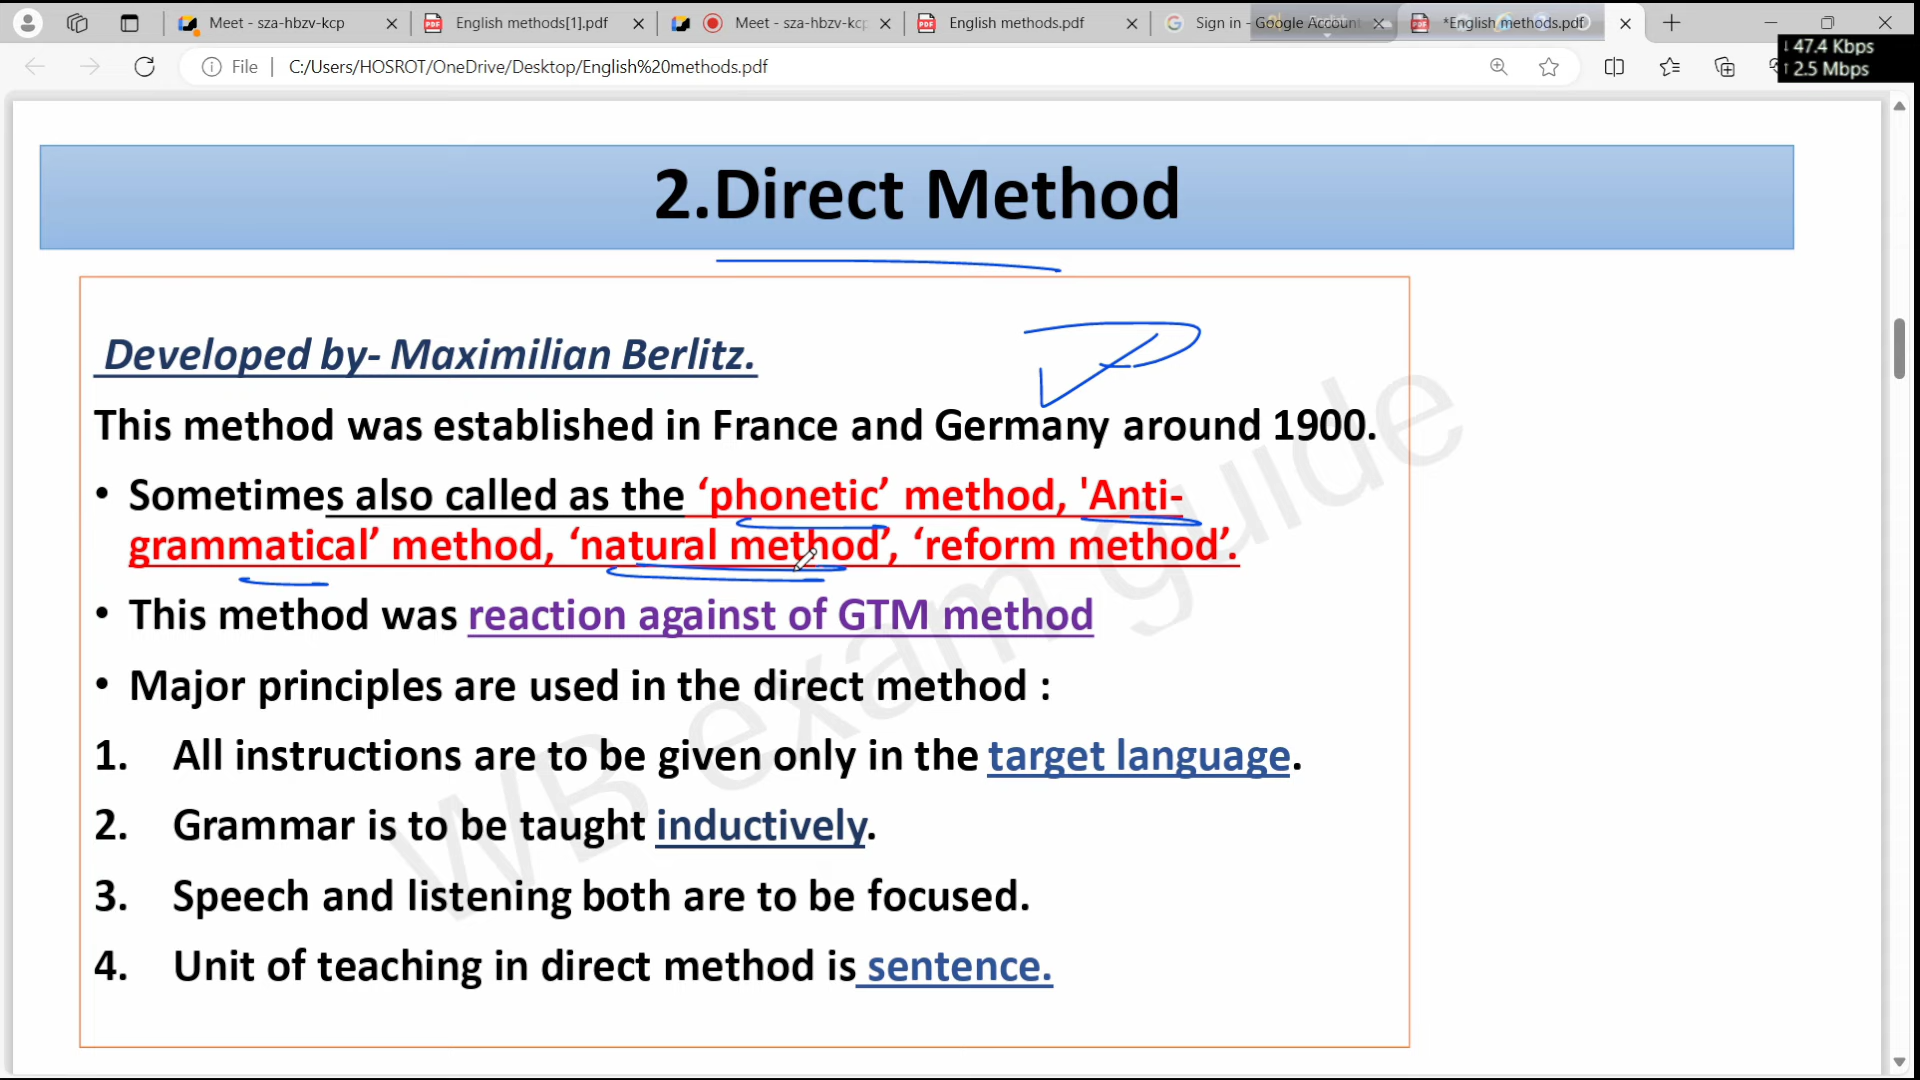 Meet - sza-hbzv-kcp
English methods[1].pdf
Meet - sza-hbzv-kcp
English methods.pdf
Sign in - Google Account
*English methods.pdf
↓ 47.4 Kbps
↑ 2.5 Mbps
File | C:/Users/HOSROT/OneDrive/Desktop/English%20methods.pdf
2.Direct Method
Developed by- Maximilian Berlitz.
This method was established in France and Germany around 1900.
• Sometimes also called as the ‘phonetic’ method, 'Anti-
grammatical’ method, ‘natural method’, ‘reform method’.
• This method was reaction against of GTM method
• Major principles are used in the direct method :
1. All instructions are to be given only in the target language.
2. Grammar is to be taught inductively.
3. Speech and listening both are to be focused.
4. Unit of teaching in direct method is sentence.
WB exam guide